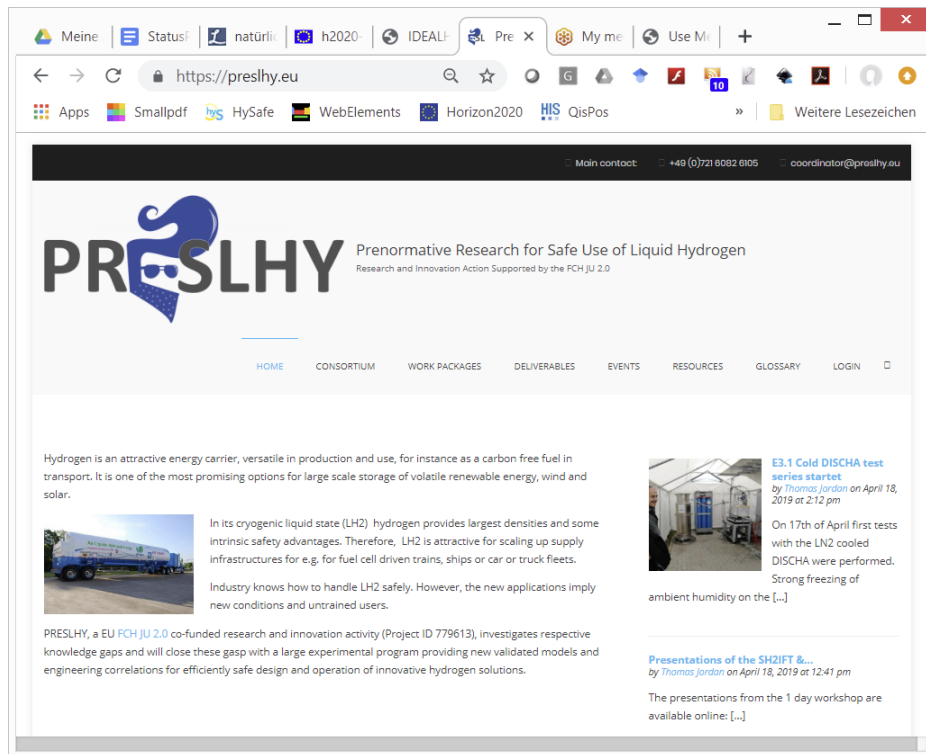 Meine
Status
natürlic
h2020-
IDEALH
Pre
My me
Use Me
https://preslhy.eu
G
10
Apps
Smallpdf
hyS
HySafe
WebElements
Horizon2020
HIS
QisPos
»
Weitere Lesezeichen
Main contact:
+49 (0)721 6082 6105
coordinator@preslhy.eu
PRESLHY
Prenormative Research for Safe Use of Liquid Hydrogen
Research and Innovation Action Supported by the FCH JU 2.0
HOME
CONSORTIUM
WORK PACKAGES
DELIVERABLES
EVENTS
RESOURCES
GLOSSARY
LOGIN
Hydrogen is an attractive energy carrier, versatile in production and use, for instance as a carbon free fuel in
transport. It is one of the most promising options for large scale storage of volatile renewable energy, wind and
solar.
In its cryogenic liquid state (LH2) hydrogen provides largest densities and some
intrinsic safety advantages. Therefore, LH2 is attractive for scaling up supply
infrastructures for e.g. for fuel cell driven trains, ships or car or truck fleets.
Industry knows how to handle LH2 safely. However, the new applications imply
new conditions and untrained users.
PRESLHY, a EU FCH JU 2.0 co-funded research and innovation activity (Project ID 779613), investigates respective
knowledge gaps and will close these gasp with a large experimental program providing new validated models and
engineering correlations for efficiently safe design and operation of innovative hydrogen solutions.
E3.1 Cold DISCHA test
series startet
by Thomas Jordan on April 18,
2019 at 2:12 pm
On 17th of April first tests
with the LN2 cooled
DISCHA were performed.
Strong freezing of
ambient humidity on the [...]
Presentations of the SH2IFT &...
by Thomas Jordan on April 18, 2019 at 12:41 pm
The presentations from the 1 day workshop are
available online: [...]